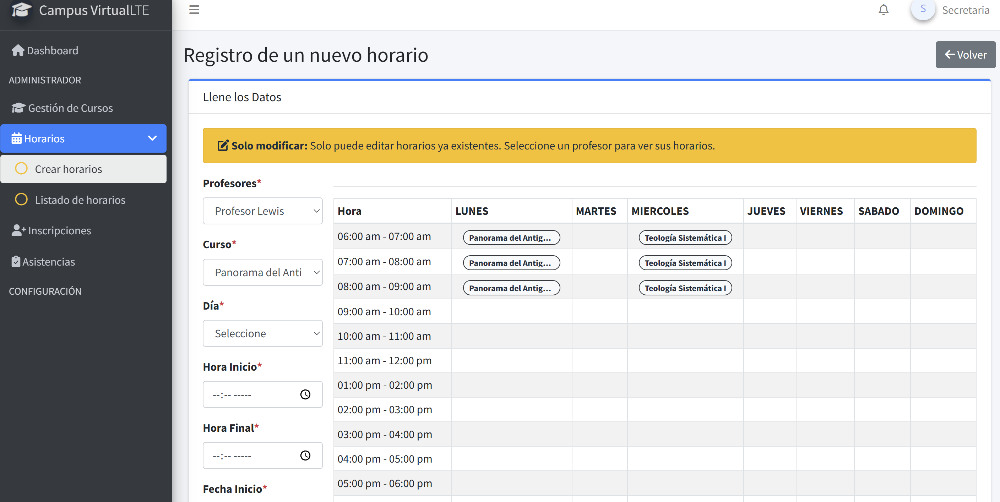 Campus VirtualLTE
S
Secretaria
Dashboard
ADMINISTRADOR
Gestión de Cursos
Horarios
Crear horarios
Listado de horarios
Inscripciones
Asistencias
CONFIGURACIÓN
Registro de un nuevo horario
Volver
Llene los Datos
Solo modificar: Solo puede editar horarios ya existentes. Seleccione un profesor para ver sus horarios.
Profesores*
Profesor Lewis
Curso*
Panorama del Anti
Día*
Seleccione
Hora Inicio*
--:-- -----
Hora Final*
--:-- -----
Fecha Inicio*
Hora LUNES MARTES MIERCOLES JUEVES VIERNES SABADO DOMINGO
06:00 am - 07:00 am Panorama del Antig... Teología Sistemática I
07:00 am - 08:00 am Panorama del Antig... Teología Sistemática I
08:00 am - 09:00 am Panorama del Antig... Teología Sistemática I
09:00 am - 10:00 am
10:00 am - 11:00 am
11:00 am - 12:00 pm
01:00 pm - 02:00 pm
02:00 pm - 03:00 pm
03:00 pm - 04:00 pm
04:00 pm - 05:00 pm
05:00 pm - 06:00 pm